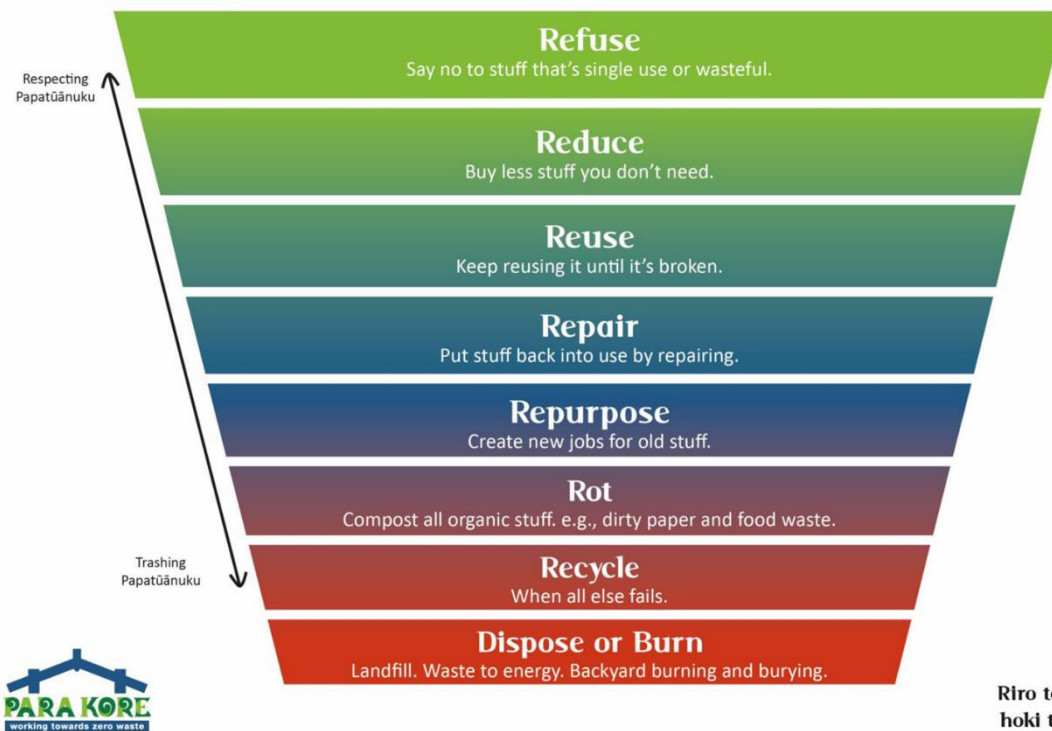 Refuse
Say no to stuff that's single use or wasteful.
Respecting
Papatūānuku
Reduce
Buy less stuff you don't need.
Reuse
Keep reusing it until it's broken.
Repair
Put stuff back into use by repairing.
Repurpose
Create new jobs for old stuff.
Rot
Compost all organic stuff. e.g., dirty paper and food waste.
Trashing
Papatūānuku
Recycle
When all else fails.
Dispose or Burn
Landfill. Waste to energy. Backyard burning and burying.
PARA KORE
working towards zero waste
Riro
hoki